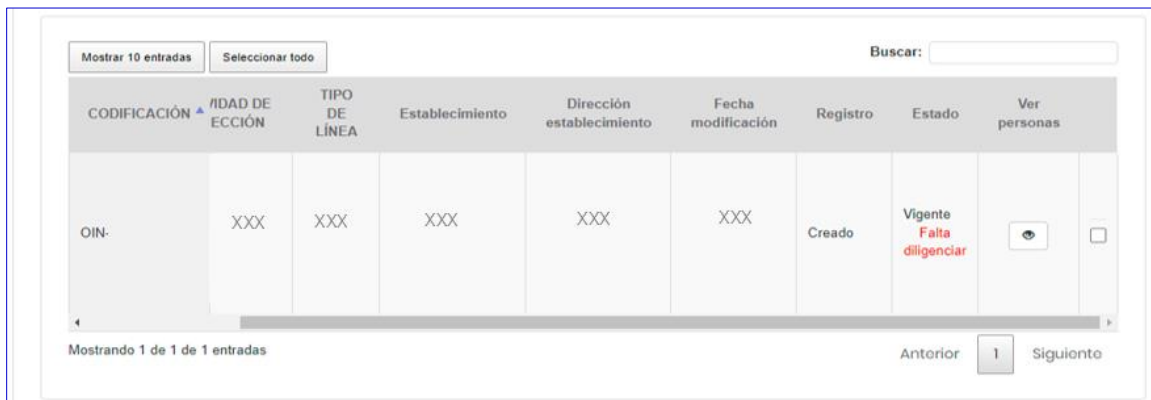 Mostrar 10 entradas Seleccionar todo Buscar:
CODIFICACIÓN VIDAD DE ECCIÓN TIPO DE LÍNEA Establecimiento Dirección establecimiento Fecha modificación Registro Estado Ver personas
OIN- XXX XXX XXX XXX XXX Creado Vigente Falta diligenciar
Mostrando 1 de 1 de 1 entradas Anterior 1 Siguiente